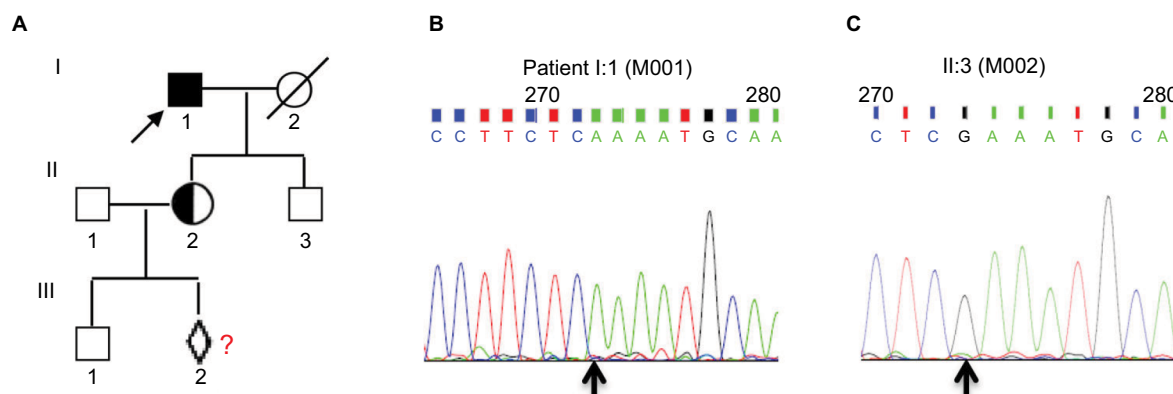 A
I
1
2
II
1
2
3
III
1
2
?
B
Patient I:1 (M001)
270 280
C C T T C T C A A A A T G C A A
C
II:3 (M002)
270 280
C T C G A A A T G C A